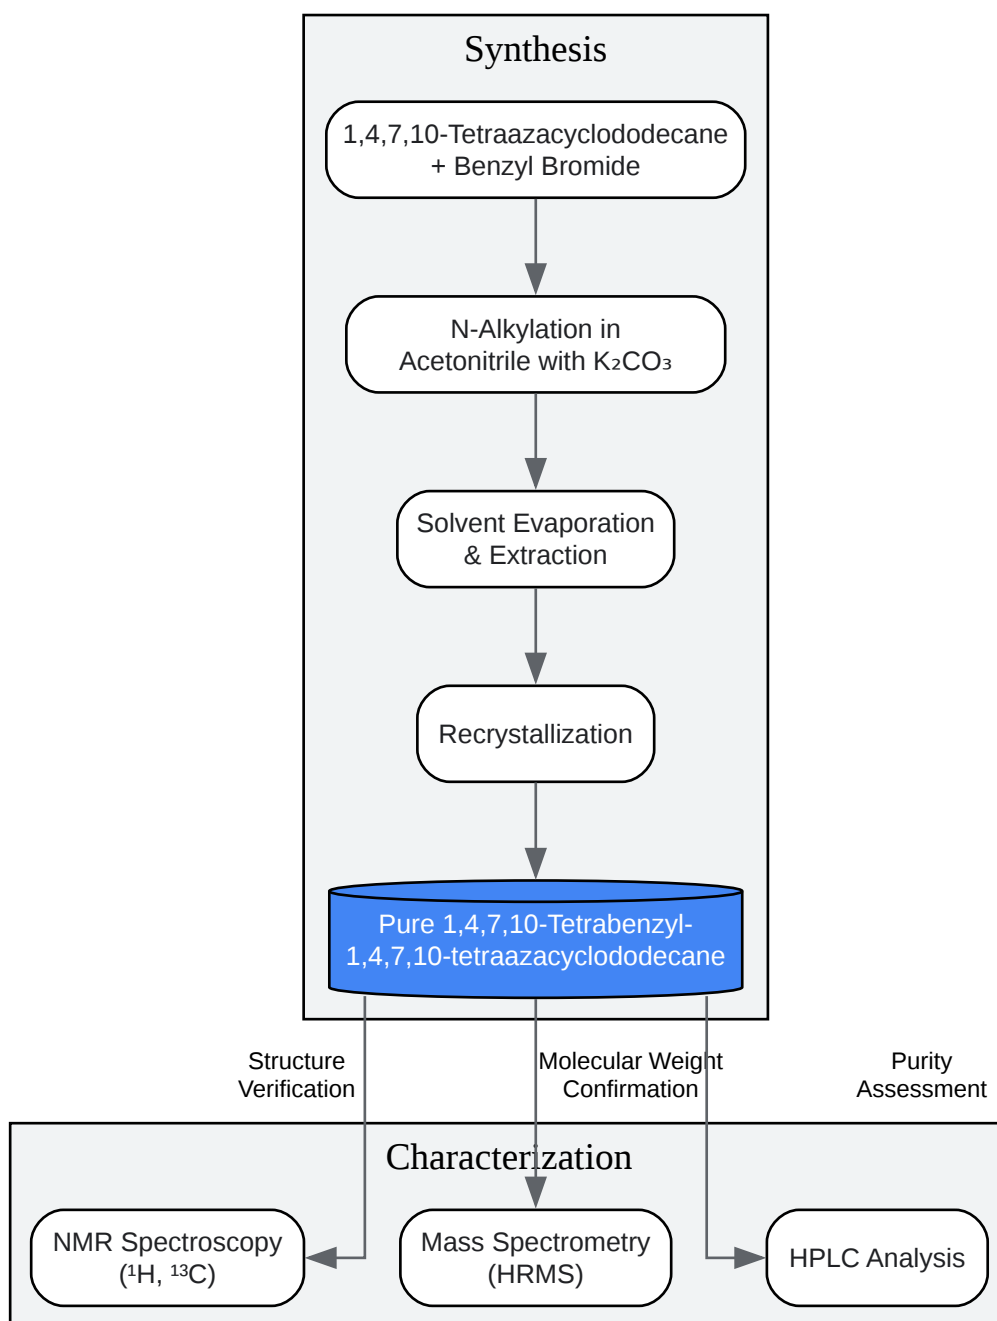 Synthesis
1,4,7,10-Tetraazacyclododecane
+ Benzyl Bromide
N-Alkylation in
Acetonitrile with K₂CO₃
Solvent Evaporation
& Extraction
Recrystallization
Pure 1,4,7,10-Tetrabenzyl-
1,4,7,10-tetraazacyclododecane
Structure
Verification
Molecular Weight
Confirmation
Purity
Assessment
Characterization
NMR Spectroscopy
(¹H, ¹³C)
Mass Spectrometry
(HRMS)
HPLC Analysis